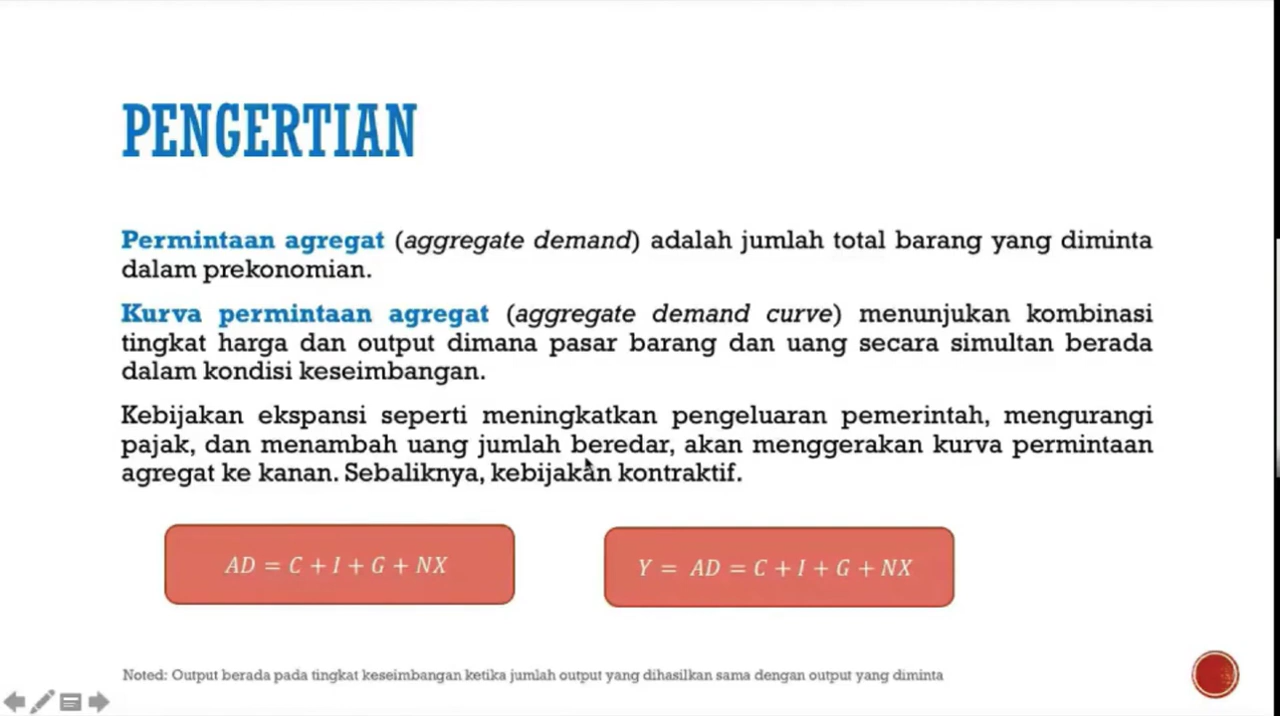 PENGERTIAN
Permintaan agregat (aggregate demand) adalah jumlah total barang yang diminta
dalam prekonomian.
Kurva permintaan agregat (aggregate demand curve) menunjukan kombinasi
tingkat harga dan output dimana pasar barang dan uang secara simultan berada
dalam kondisi keseimbangan.
Kebijakan ekspansi seperti meningkatkan pengeluaran pemerintah, mengurangi
pajak, dan menambah uang jumlah beredar, akan menggerakan kurva permintaan
agregat ke kanan. Sebaliknya, kebijakan kontraktif.
AD = C + I + G + NX
Y = AD = C + I + G + NX
Noted: Output berada pada tingkat keseimbangan ketika jumlah output yang dihasilkan sama dengan output yang diminta